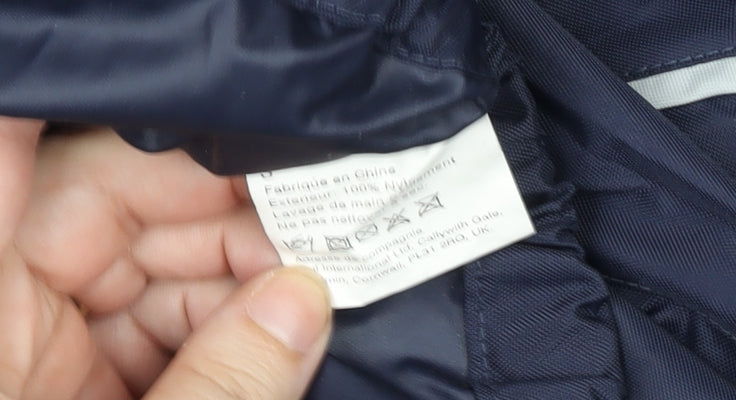 Fabriqué en Chine
Extérieur: 100% Nylon
Lavage de main
Ne pas
Adresse de compagnie
International Ltd, Callywith Gate,
Cornwall, PL31 2RQ, UK